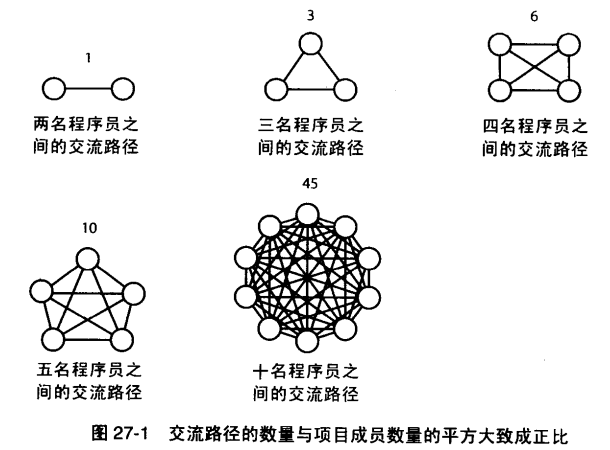 1
3
6
两名程序员之
间的交流路径
三名程序员之
间的交流路径
四名程序员之
间的交流路径
10
45
五名程序员之
间的交流路径
十名程序员之
间的交流路径
图 27-1 交流路径的数量与项目成员数量的平方大致成正比